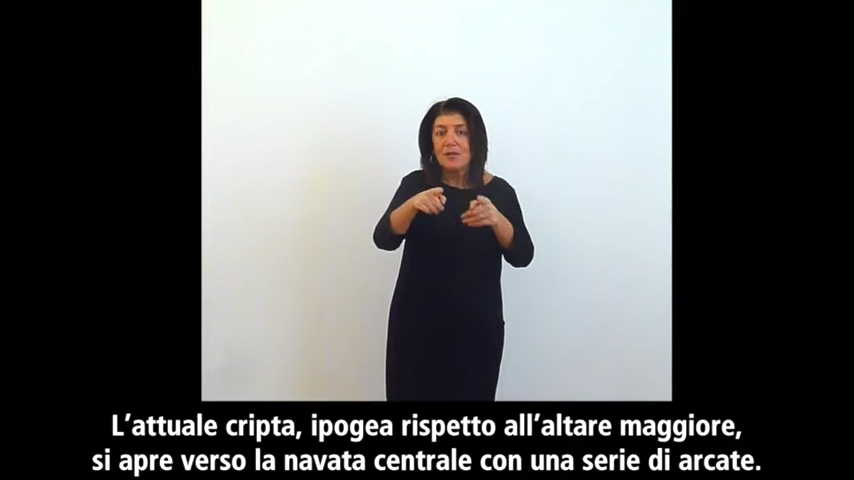 L’attuale cripta, ipogea rispetto all’altare maggiore,
si apre verso la navata centrale con una serie di arcate.